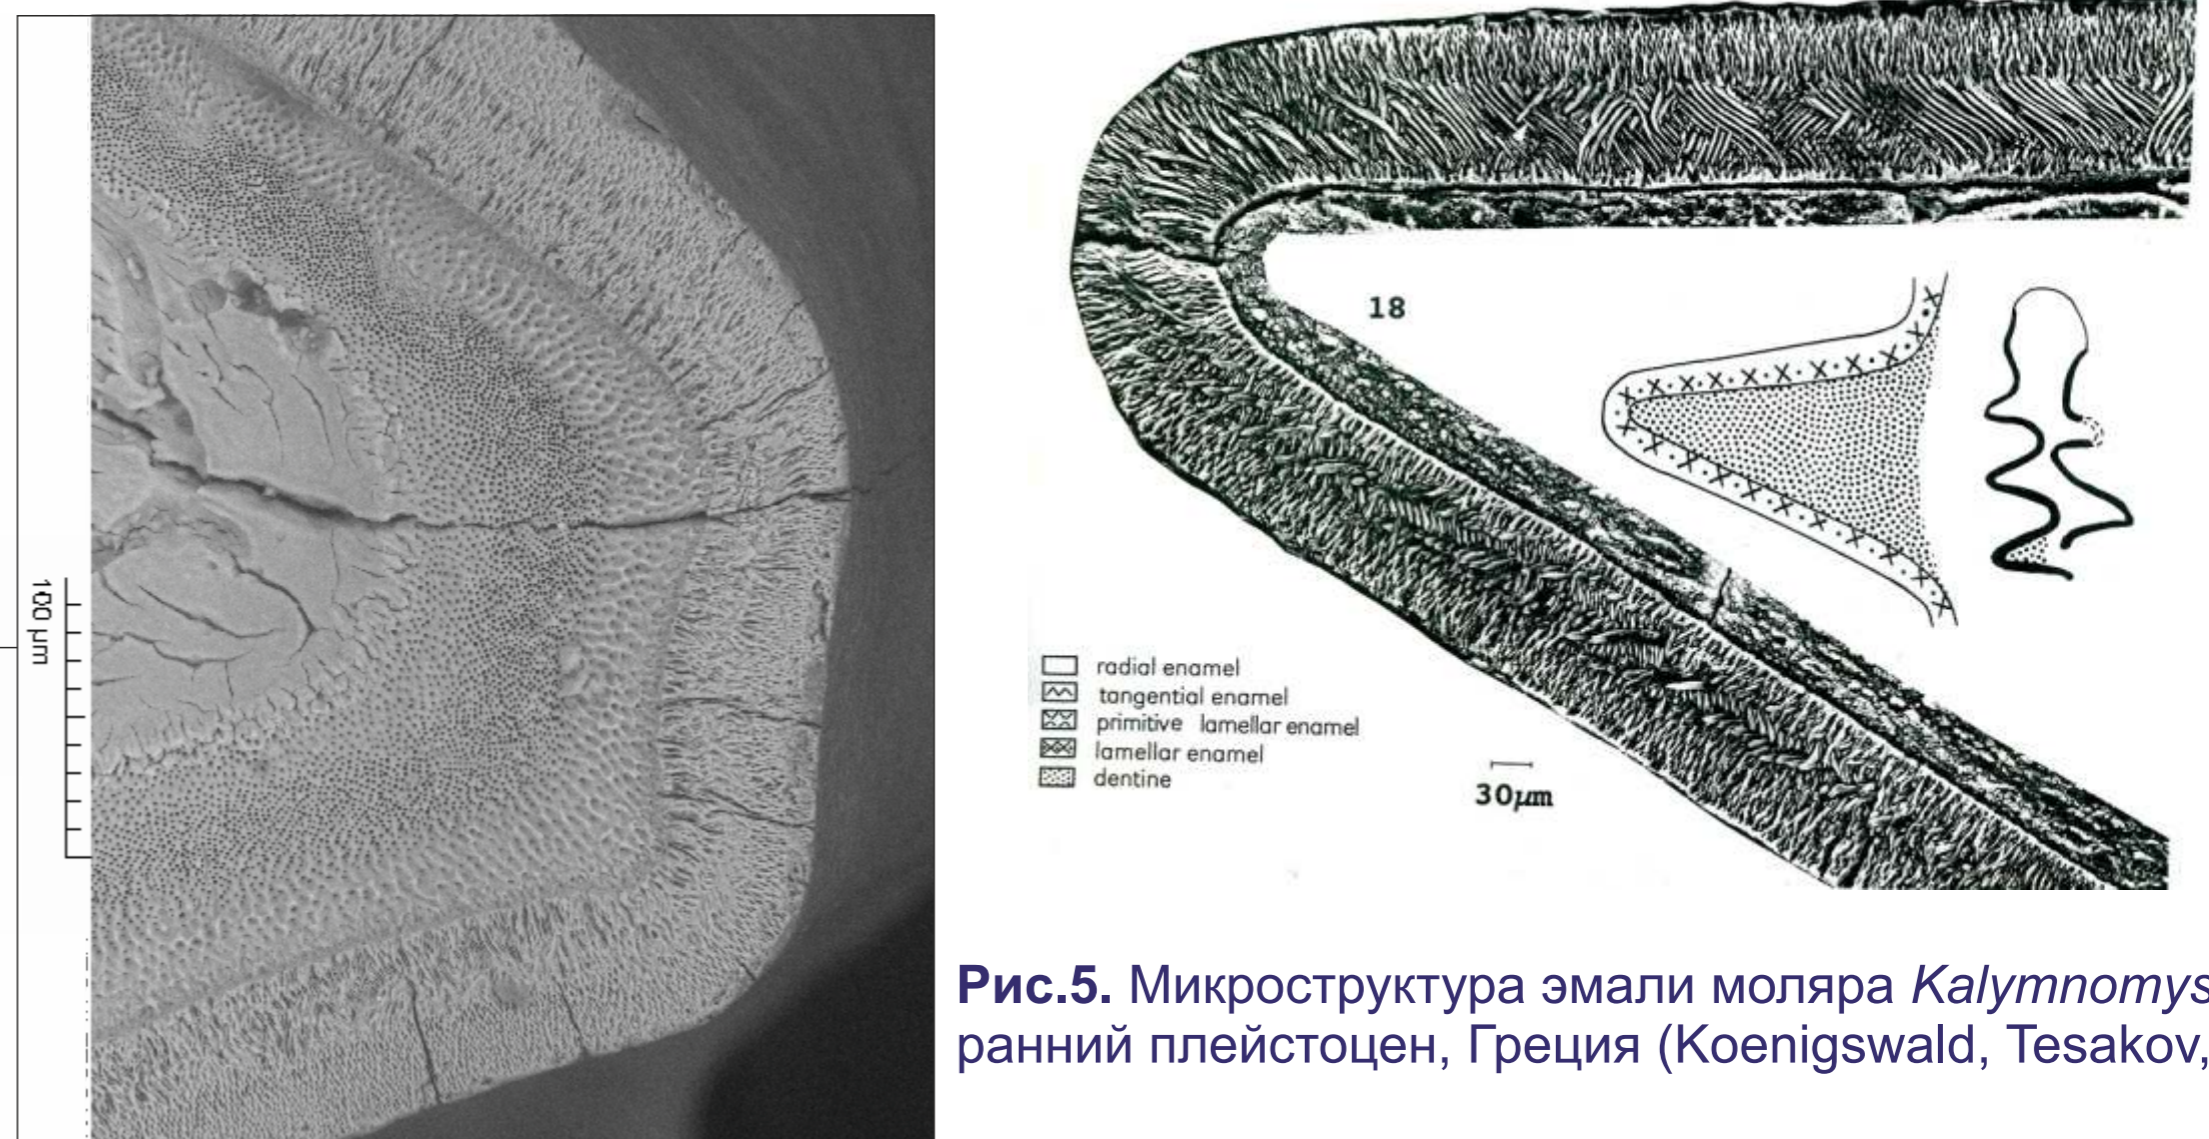 100 µm
18
radial enamel
tangential enamel
primitive lamellar enamel
lamellar enamel
dentine
30µm
Рис.5. Микроструктура эмали моляра Kalymnomys
ранний плейстоцен, Греция (Koenigswald, Tesakov,